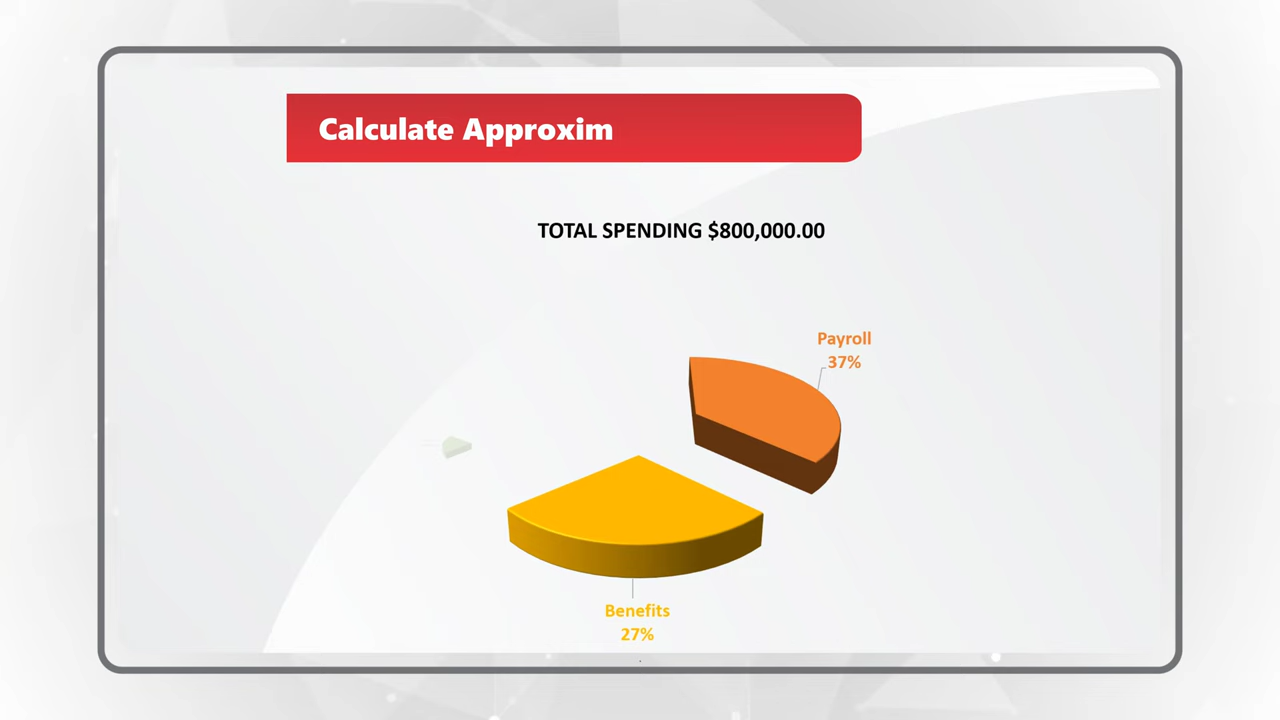 Calculate Approxim
TOTAL SPENDING $800,000.00
Payroll
37%
Benefits
27%